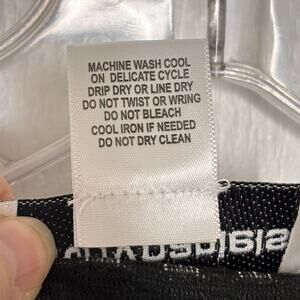 MACHINE WASH COOL
ON DELICATE CYCLE
DRIP DRY OR LINE DRY
DO NOT TWIST OR WRING
DO NOT BLEACH
COOL IRON IF NEEDED
DO NOT DRY CLEAN